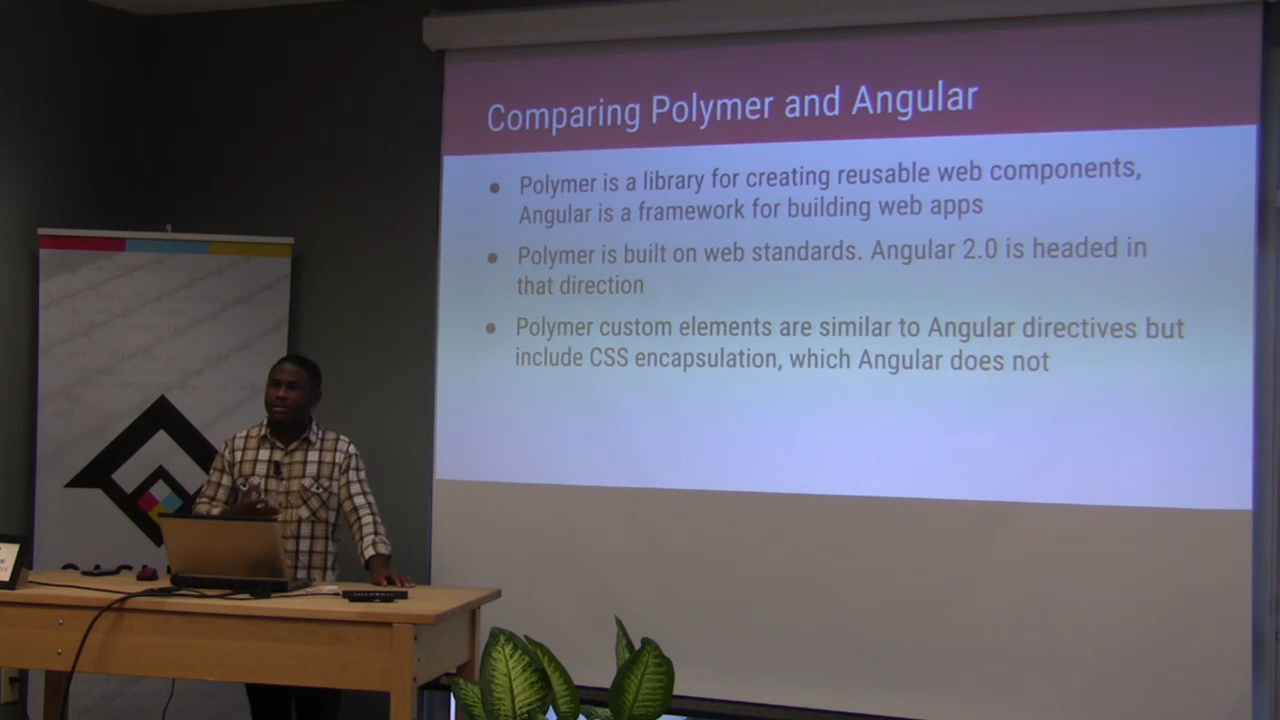 Comparing Polymer and Angular
● Polymer is a library for creating reusable web components,
Angular is a framework for building web apps
● Polymer is built on web standards. Angular 2.0 is headed in
that direction
● Polymer custom elements are similar to Angular directives but
include CSS encapsulation, which Angular does not